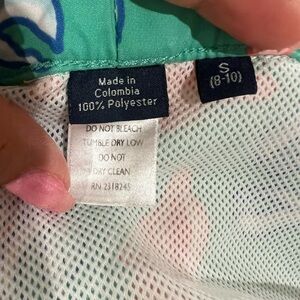 Made in
Colombia
100% Polyester
S
(8-10)
DO NOT BLEACH
TUMBLE DRY LOW
DO NOT
DRY CLEAN
RN 2318245